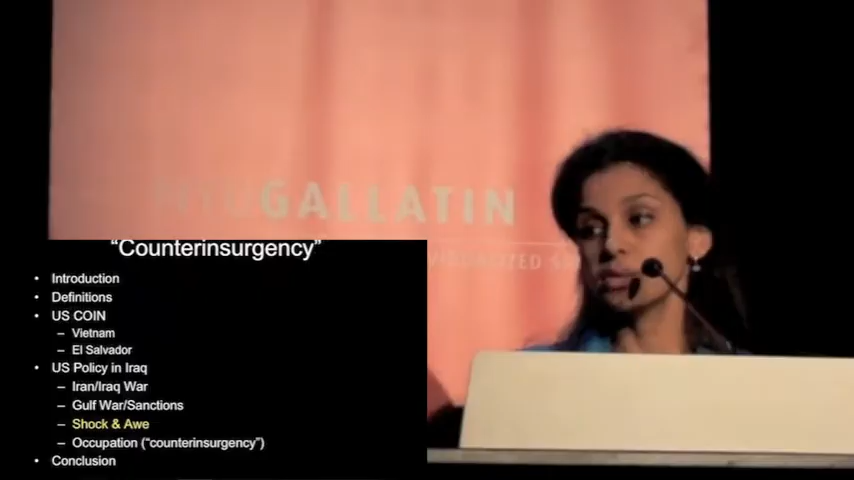 NYU GALLATIN
"Counterinsurgency"
• Introduction
• Definitions
• US COIN
– Vietnam
– El Salvador
• US Policy in Iraq
– Iran/Iraq War
– Gulf War/Sanctions
– Shock & Awe
– Occupation ("counterinsurgency")
• Conclusion